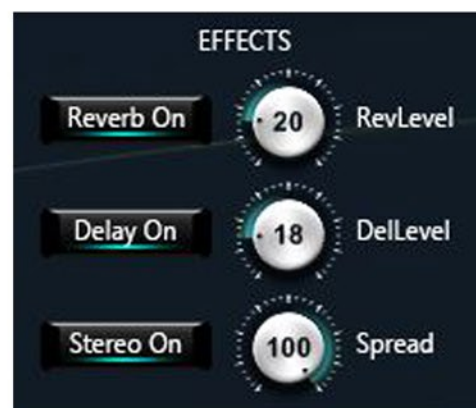 EFFECTS
Reverb On 20 RevLevel
Delay On 18 DelLevel
Stereo On 100 Spread